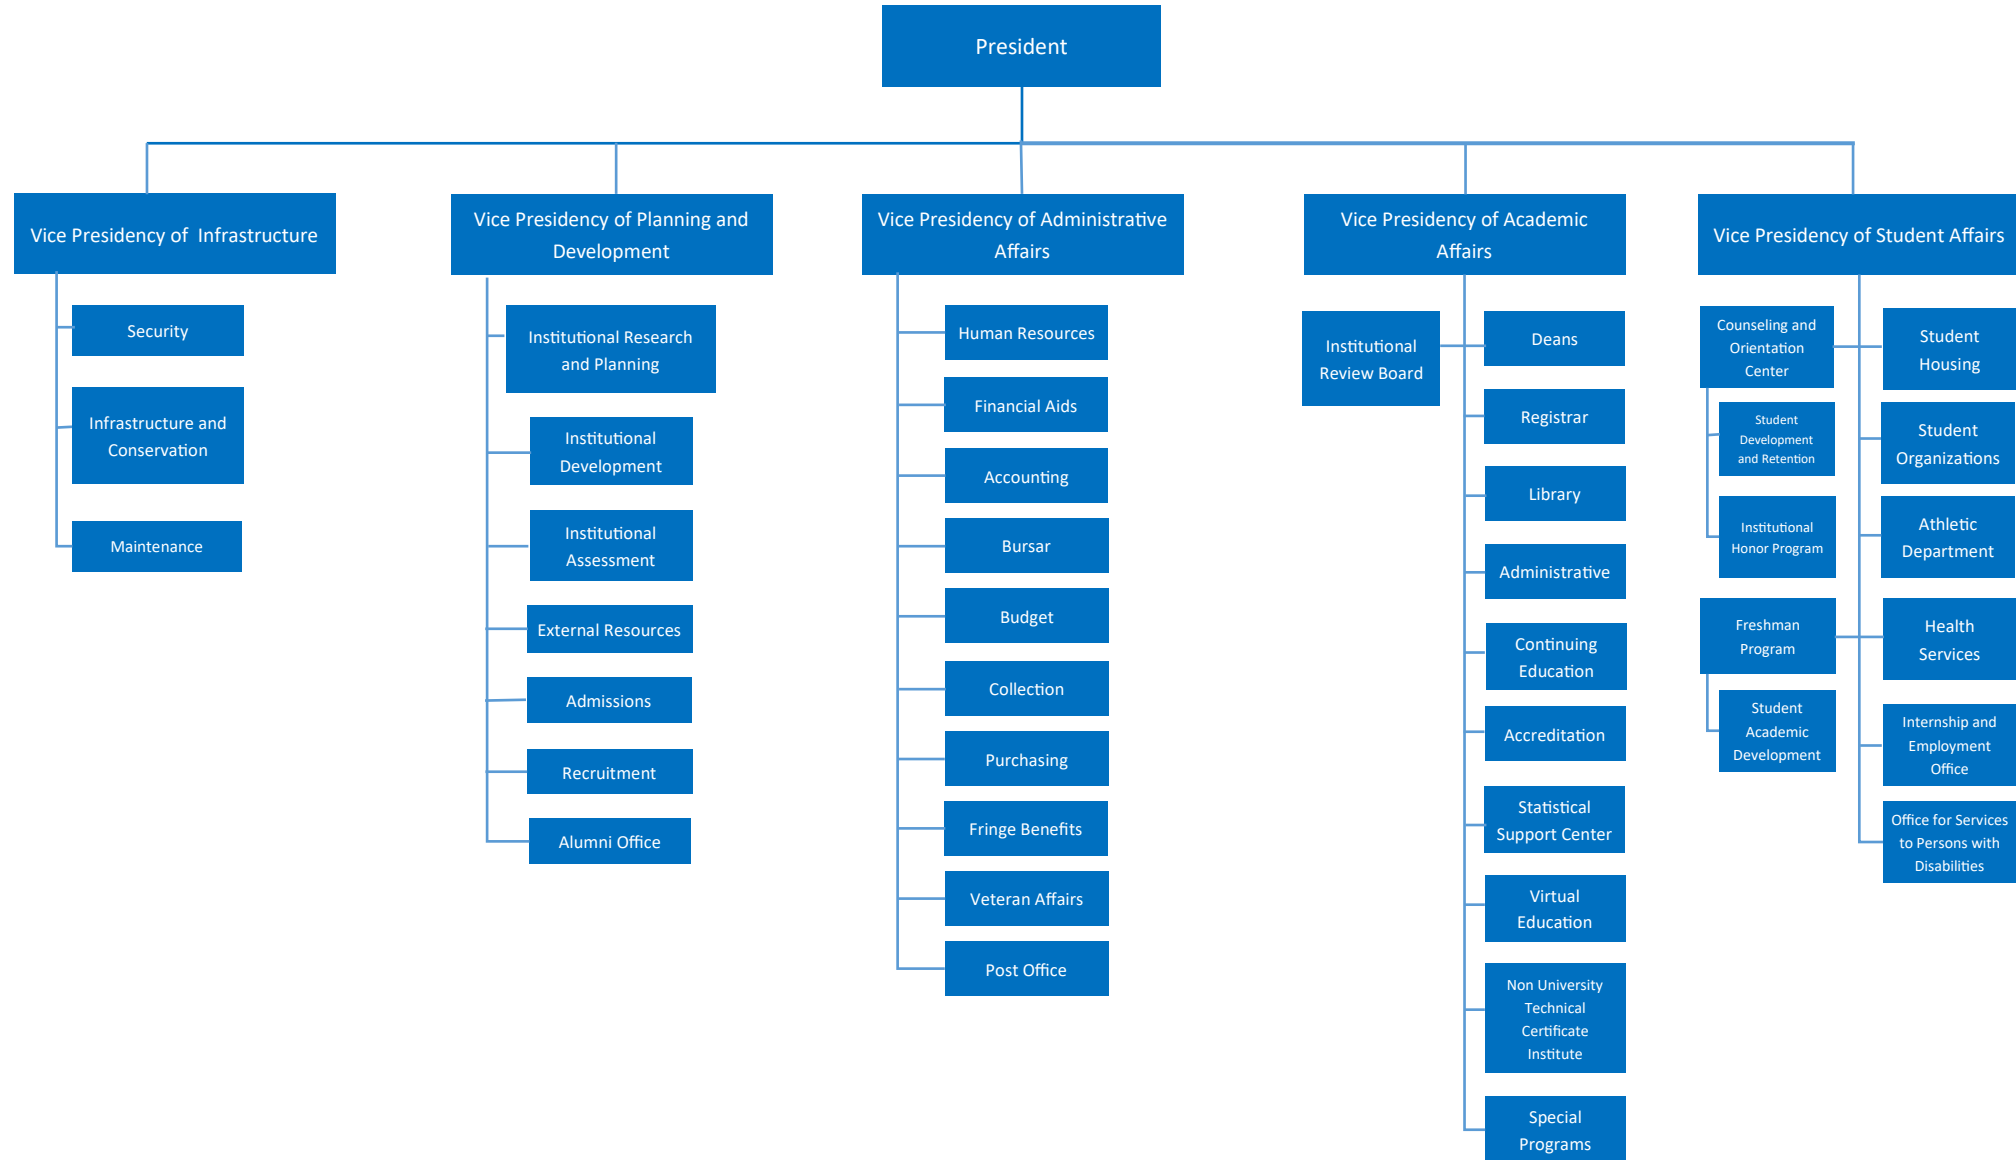 President
Vice Presidency of  Infrastructure
Security
Infrastructure and
Conservation
Maintenance
Vice Presidency of Planning and
Development
Institutional Research
and Planning
Institutional
Development
Institutional
Assessment
External Resources
Admissions
Recruitment
Alumni Office
Vice Presidency of Administrative
Affairs
Human Resources
Financial Aids
Accounting
Bursar
Budget
Collection
Purchasing
Fringe Benefits
Veteran Affairs
Post Office
Vice Presidency of Academic
Affairs
Institutional
Review Board
Deans
Registrar
Library
Administrative
Continuing
Education
Accreditation
Statistical
Support Center
Virtual
Education
Non University
Technical
Certificate
Institute
Special
Programs
Vice Presidency of Student Affairs
Counseling and
Orientation
Center
Student
Development
and Retention
Institutional
Honor Program
Freshman
Program
Student
Academic
Development
Student
Housing
Student
Organizations
Athletic
Department
Health
Services
Internship and
Employment
Office
Office for Services
to Persons with
Disabilities